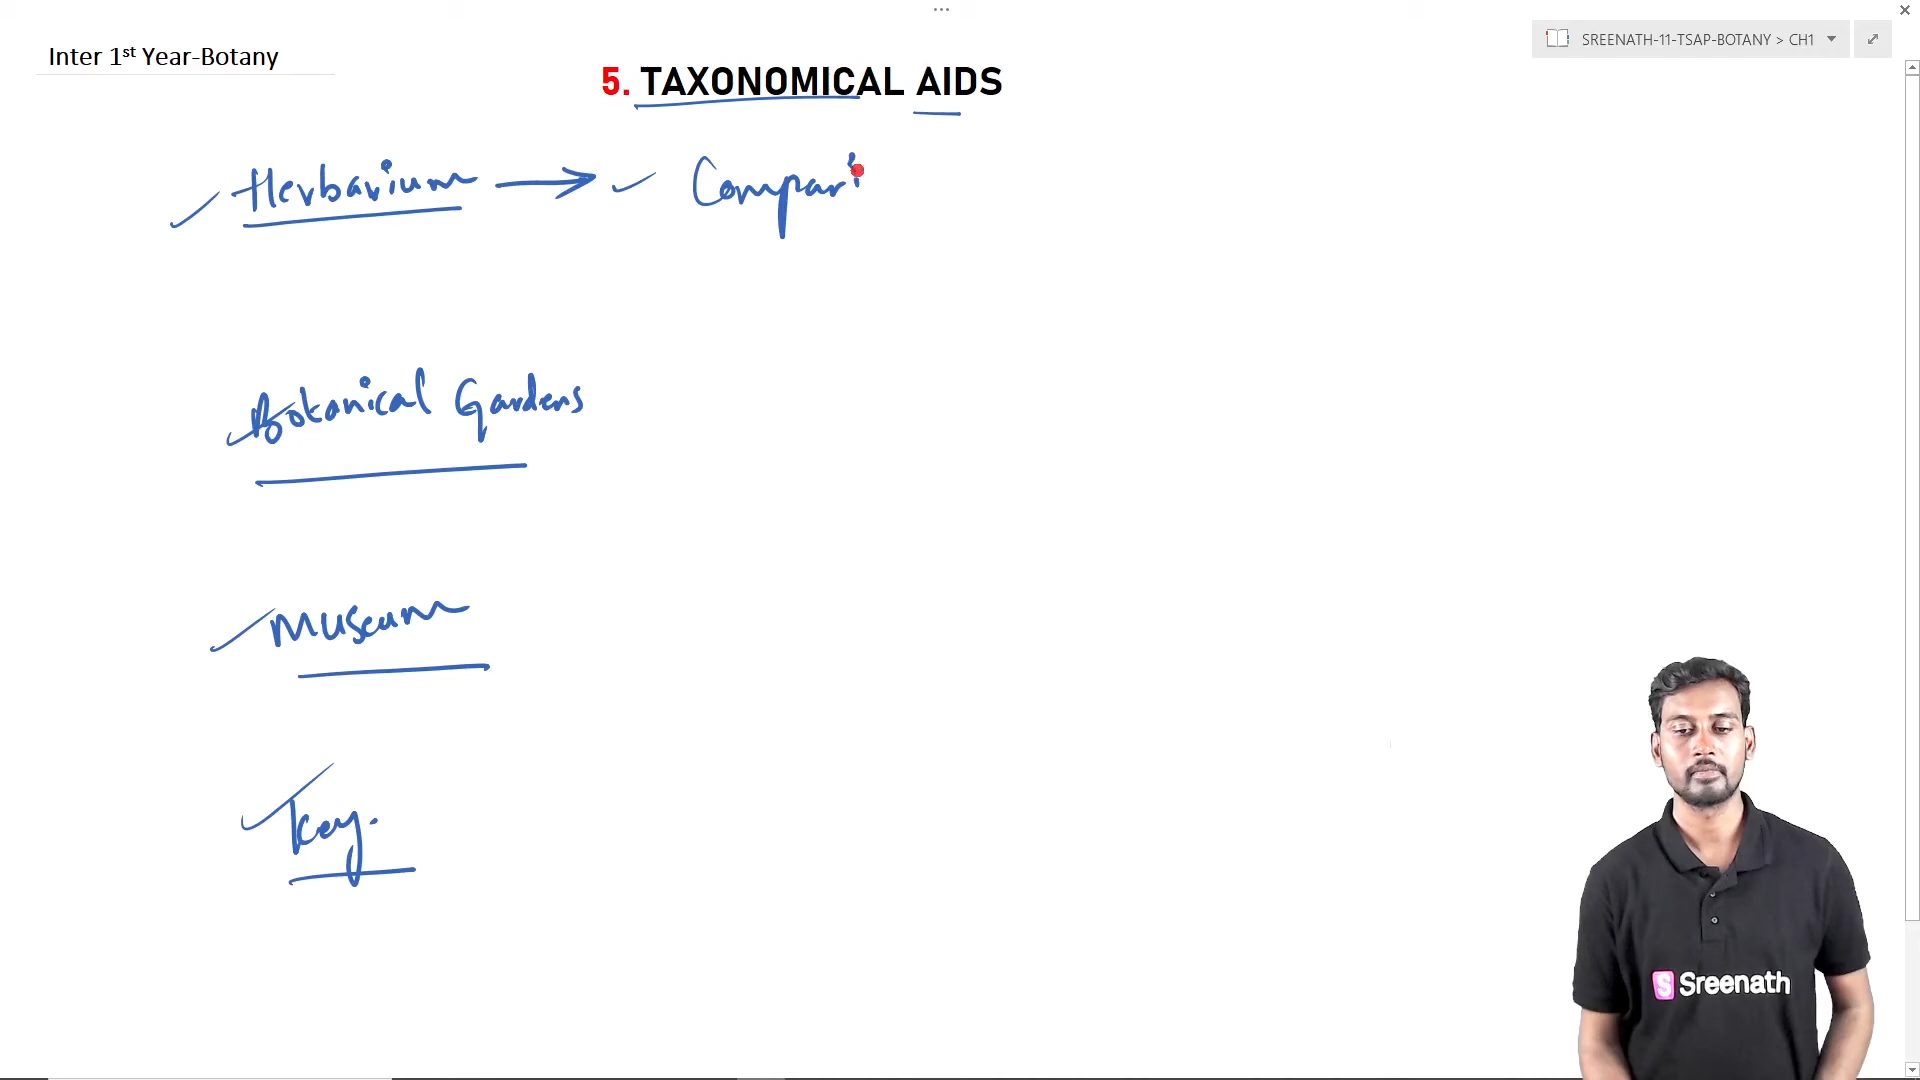 Inter 1st Year-Botany
SREENATH-11-TSAP-BOTANY > CH1
5. TAXONOMICAL AIDS
Herbarium → ✓ Compari
Botanical Gardens
Museum
Key.
S Sreenath